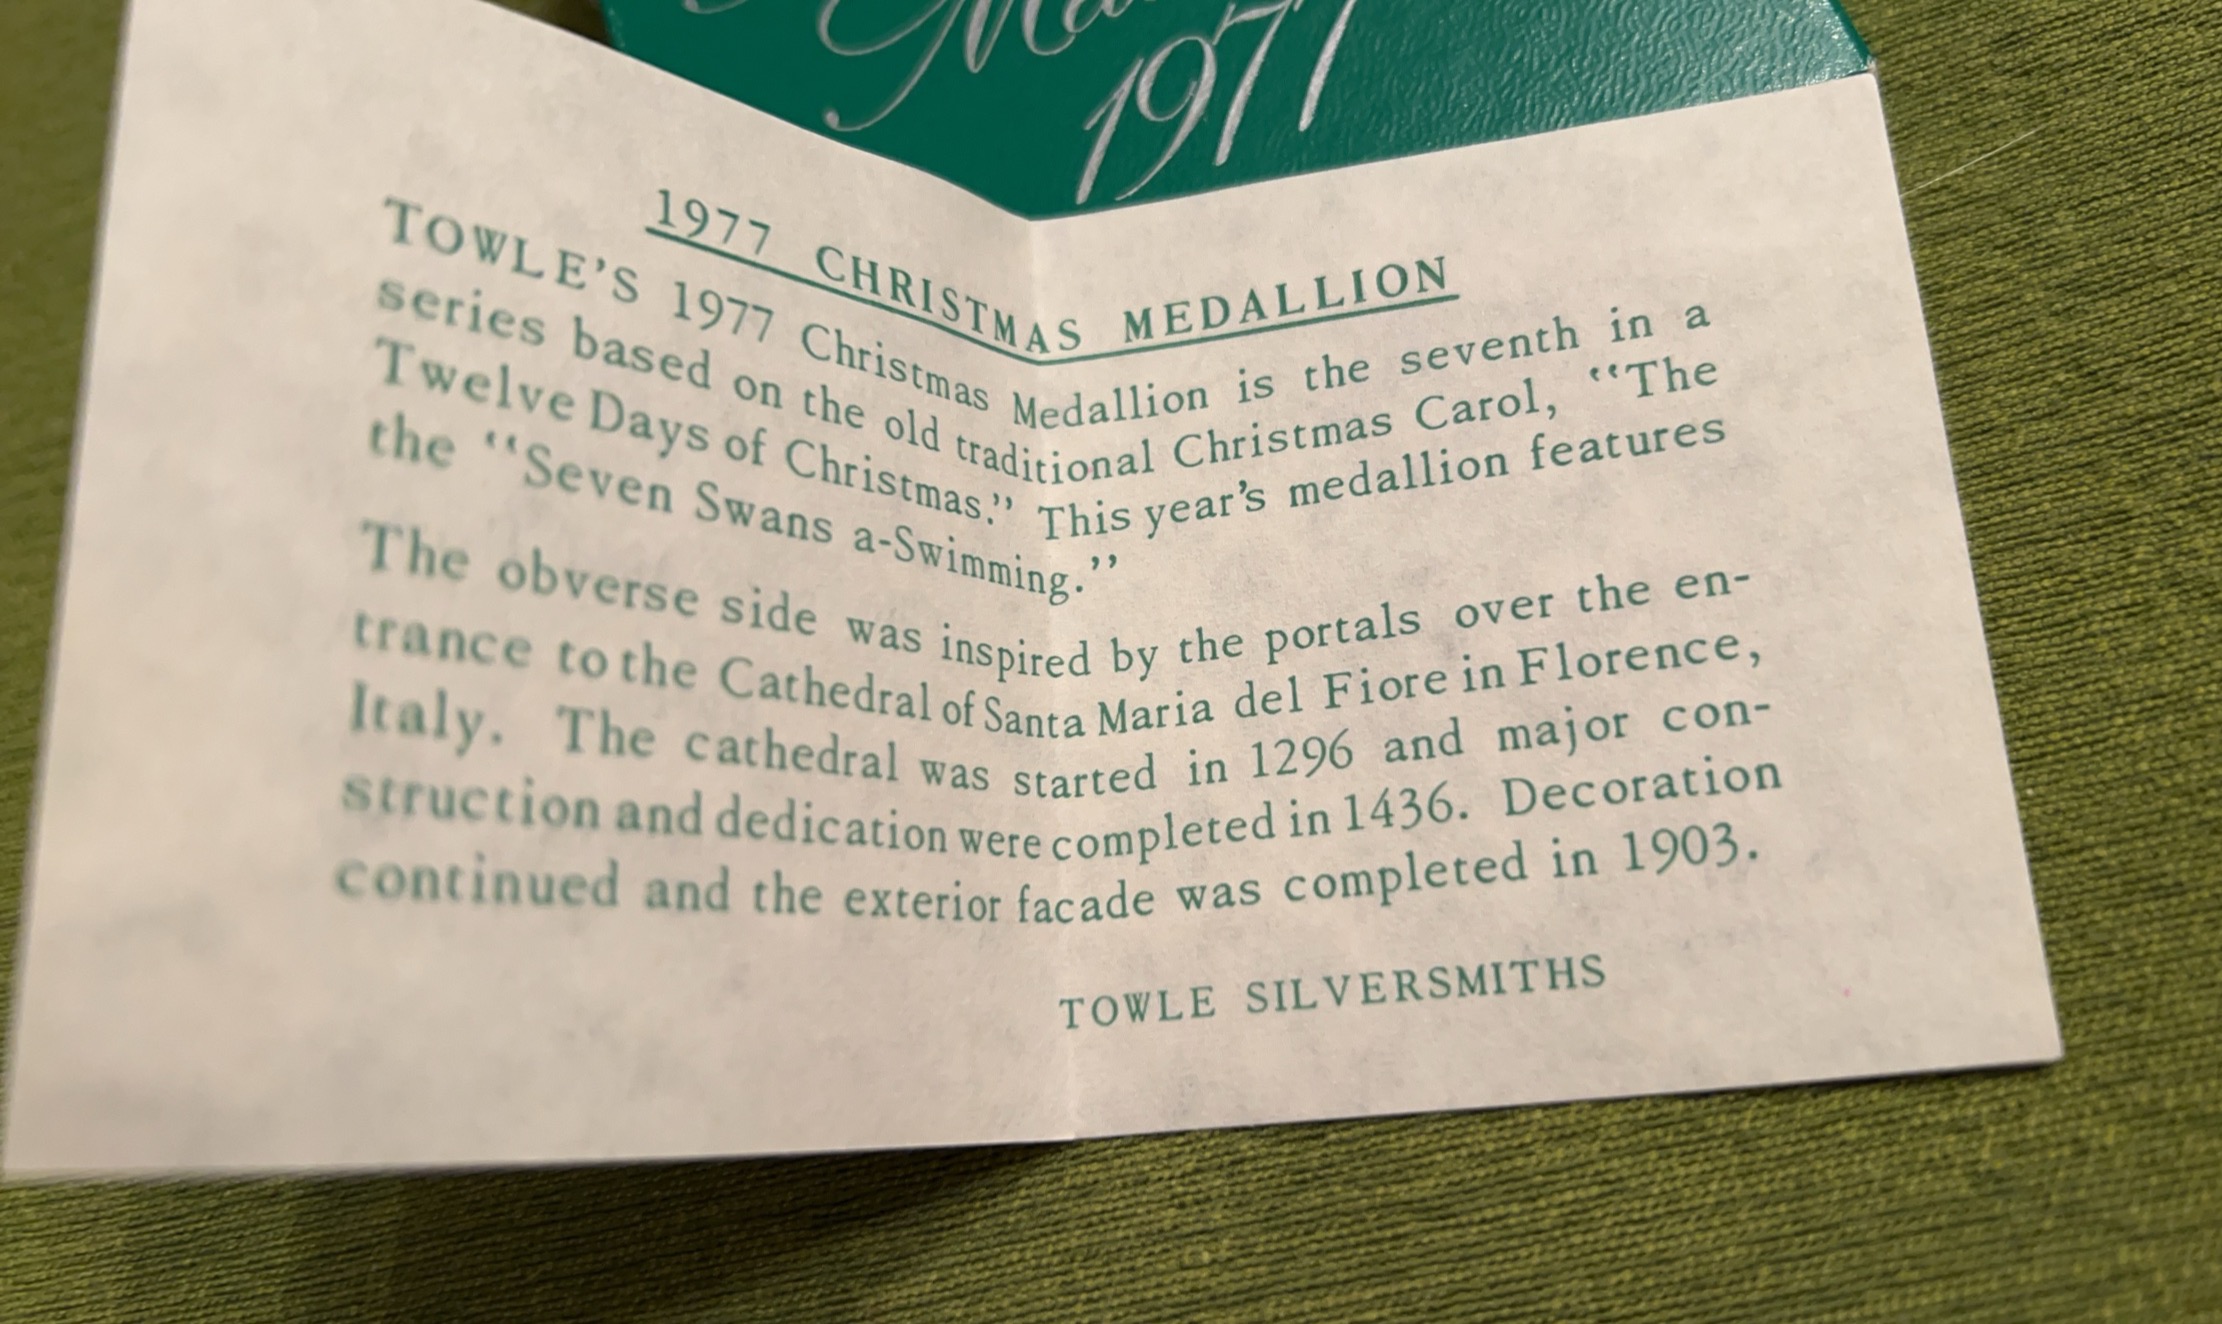 1977
1977 CHRISTMAS MEDALLION
TOWLE'S 1977 Christmas Medallion is the seventh in a
series based on the old traditional Christmas Carol, "The
Twelve Days of Christmas." This year's medallion features
the "Seven Swans a-Swimming."
The obverse side was inspired by the portals over the en-
trance to the Cathedral of Santa Maria del Fiore in Florence,
Italy. The cathedral was started in 1296 and major con-
struction and dedication were completed in 1436. Decoration
continued and the exterior facade was completed in 1903.
TOWLE SILVERSMITHS